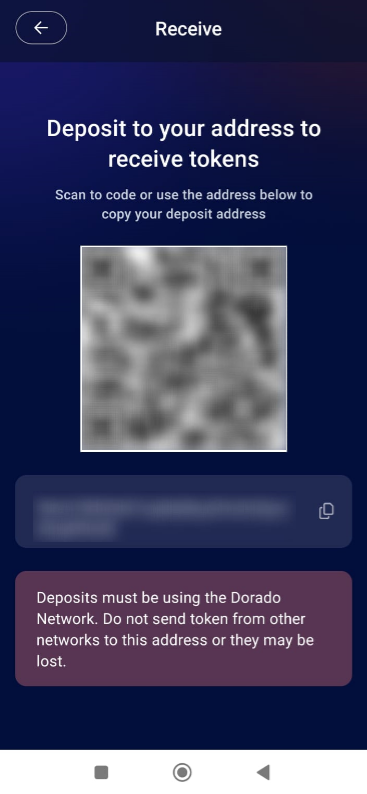 Receive
Deposit to your address to
receive tokens
Scan to code or use the address below to
copy your deposit address
Deposits must be using the Dorado
Network. Do not send token from other
networks to this address or they may be
lost.